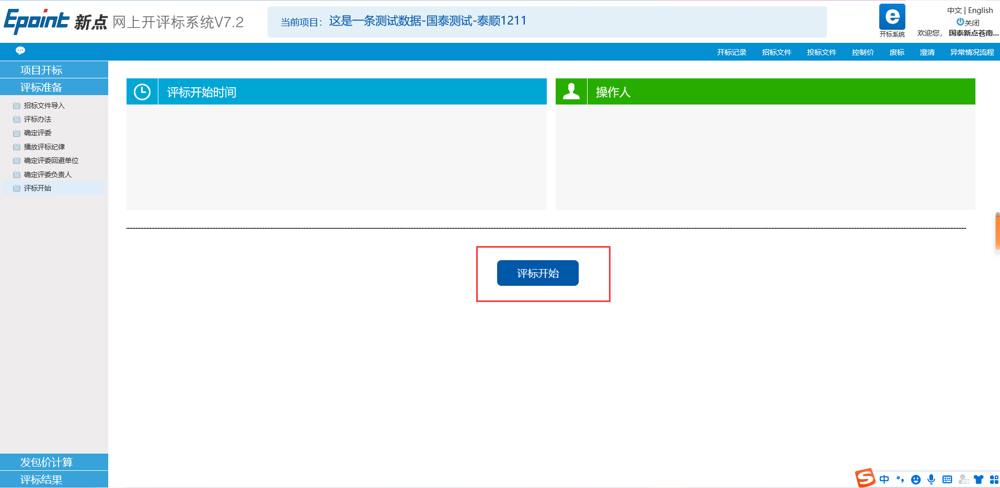 Epoint 新点 网上开评标系统V7.2
当前项目： 这是一条测试数据-国泰测试-泰顺1211
开标系统
中文 | English
关闭
欢迎您， 国泰新点苍南...
开标记录 招标文件 投标文件 控制价 废标 澄清 异常情况流程
项目开标
评标准备
招标文件导入
评标办法
确定评委
播放评标纪律
确定评委回避单位
确定评委负责人
评标开始
发包价计算
评标结果
评标开始时间
操作人
评标开始
中